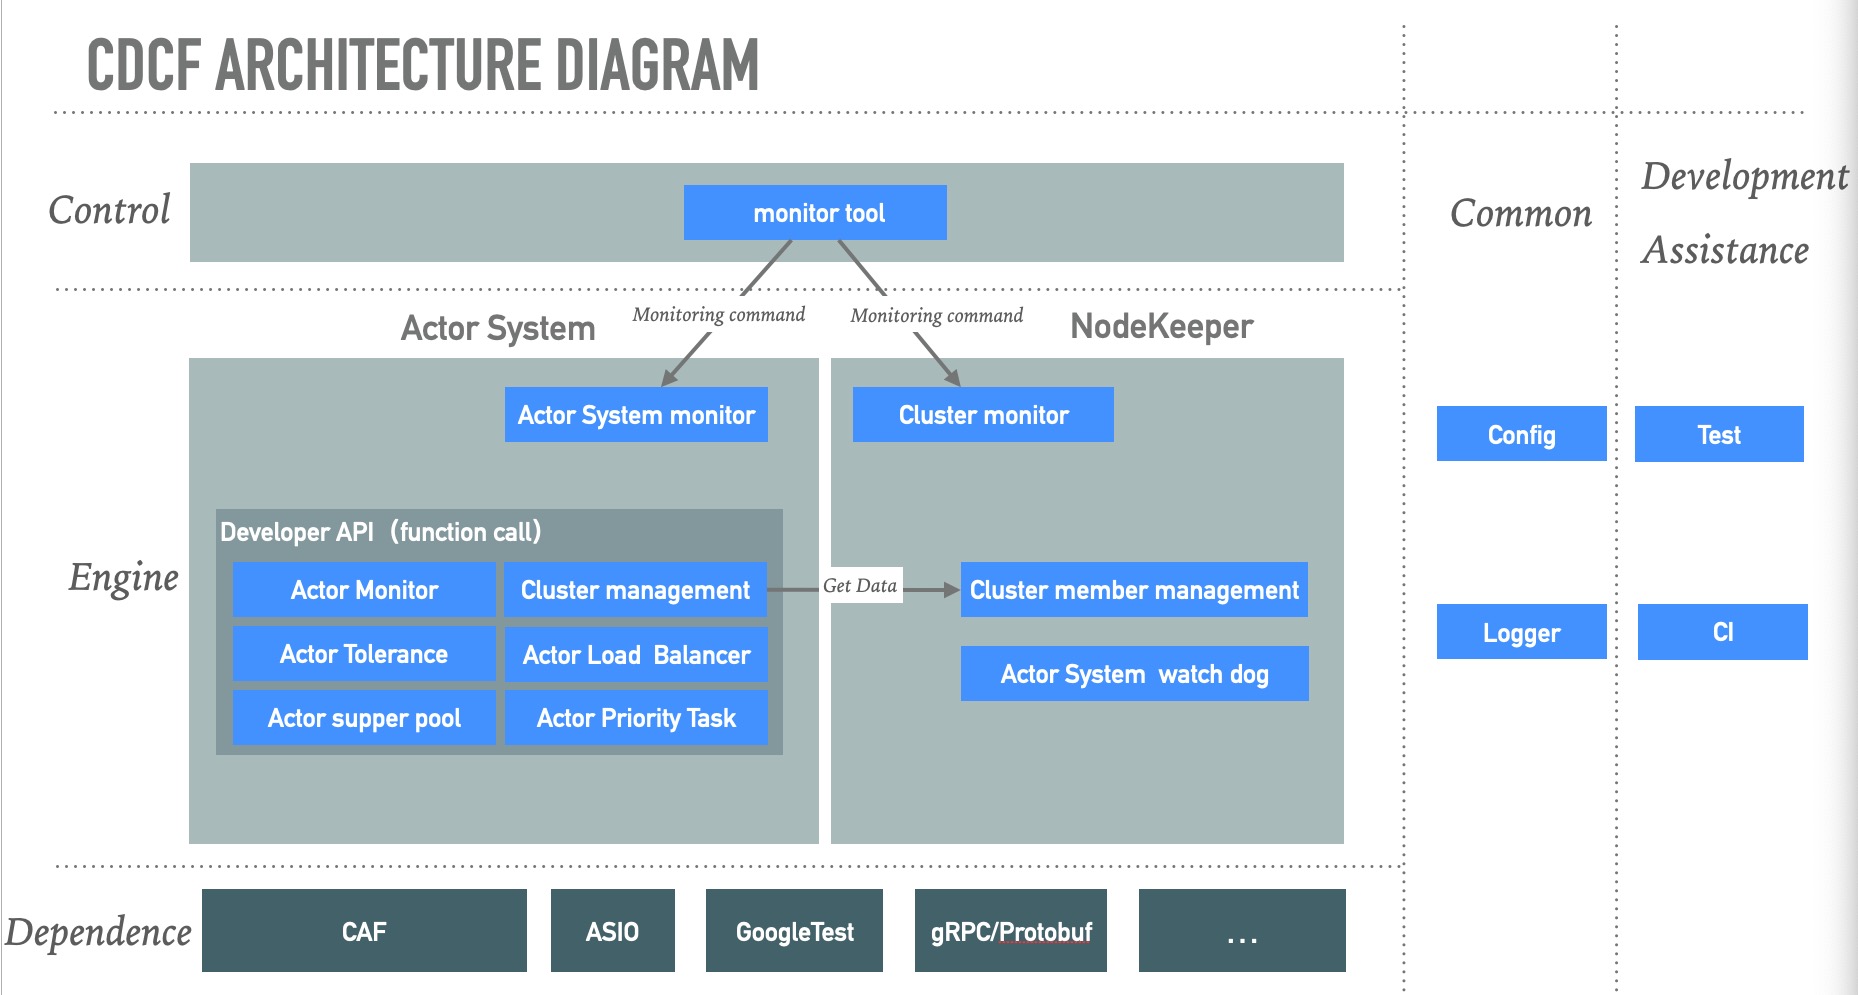 CDCF ARCHITECTURE DIAGRAM
Control
monitor tool
Common
Development
Assistance
Monitoring command
Monitoring command
Actor System
NodeKeeper
Actor System monitor
Cluster monitor
Config
Test
Engine
Developer API （function call）
Actor Monitor
Cluster management
Get Data
Cluster member management
Actor Tolerance
Actor Load  Balancer
Actor System  watch dog
Actor supper pool
Actor Priority Task
Logger
CI
Dependence
CAF
ASIO
GoogleTest
gRPC/Protobuf
...